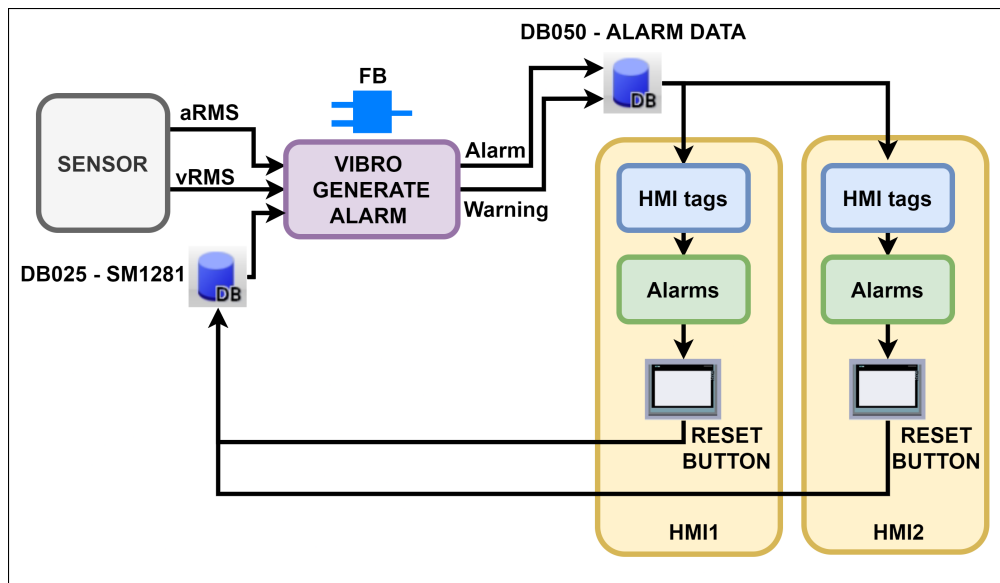 DB050 - ALARM DATA
FB
DB
aRMS
SENSOR
vRMS
VIBRO
GENERATE
ALARM
Alarm
Warning
HMI tags
HMI tags
DB025 - SM1281
DB
Alarms
Alarms
RESET
BUTTON
RESET
BUTTON
HMI1
HMI2